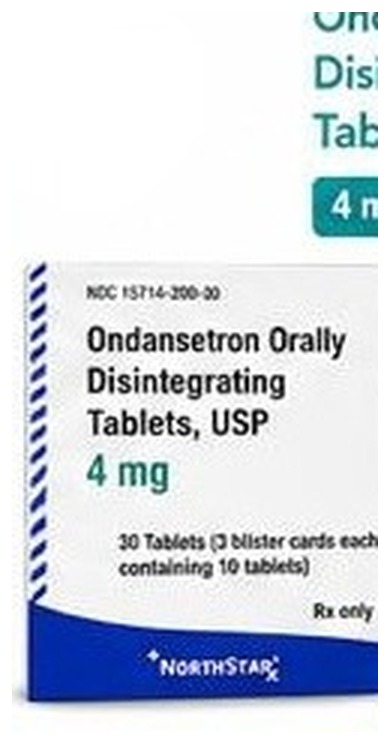 Disi
Tab
4 m
NDC 15714-200-30
Ondansetron Orally
Disintegrating
Tablets, USP
4 mg
30 Tablets (3 blister cards each
containing 10 tablets)
Rx only
NORTHSTAR